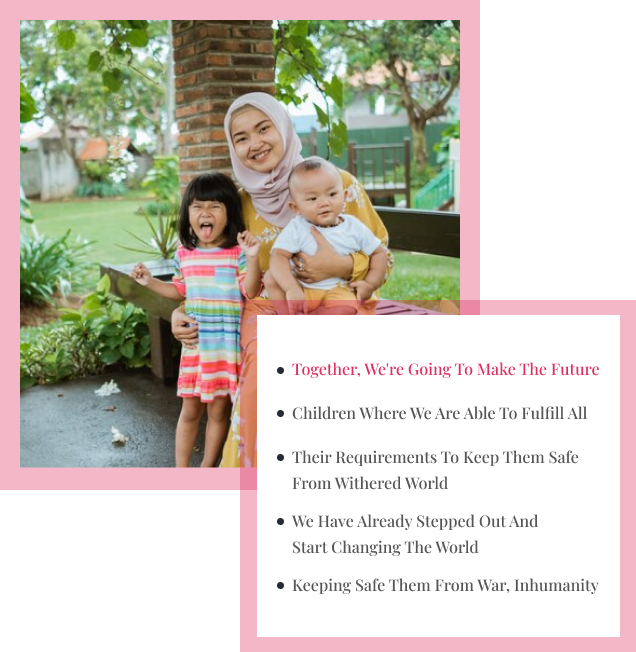 Together, We're Going To Make The Future
Children Where We Are Able To Fulfill All
Their Requirements To Keep Them Safe
From Withered World
We Have Already Stepped Out And
Start Changing The World
Keeping Safe Them From War, Inhumanity